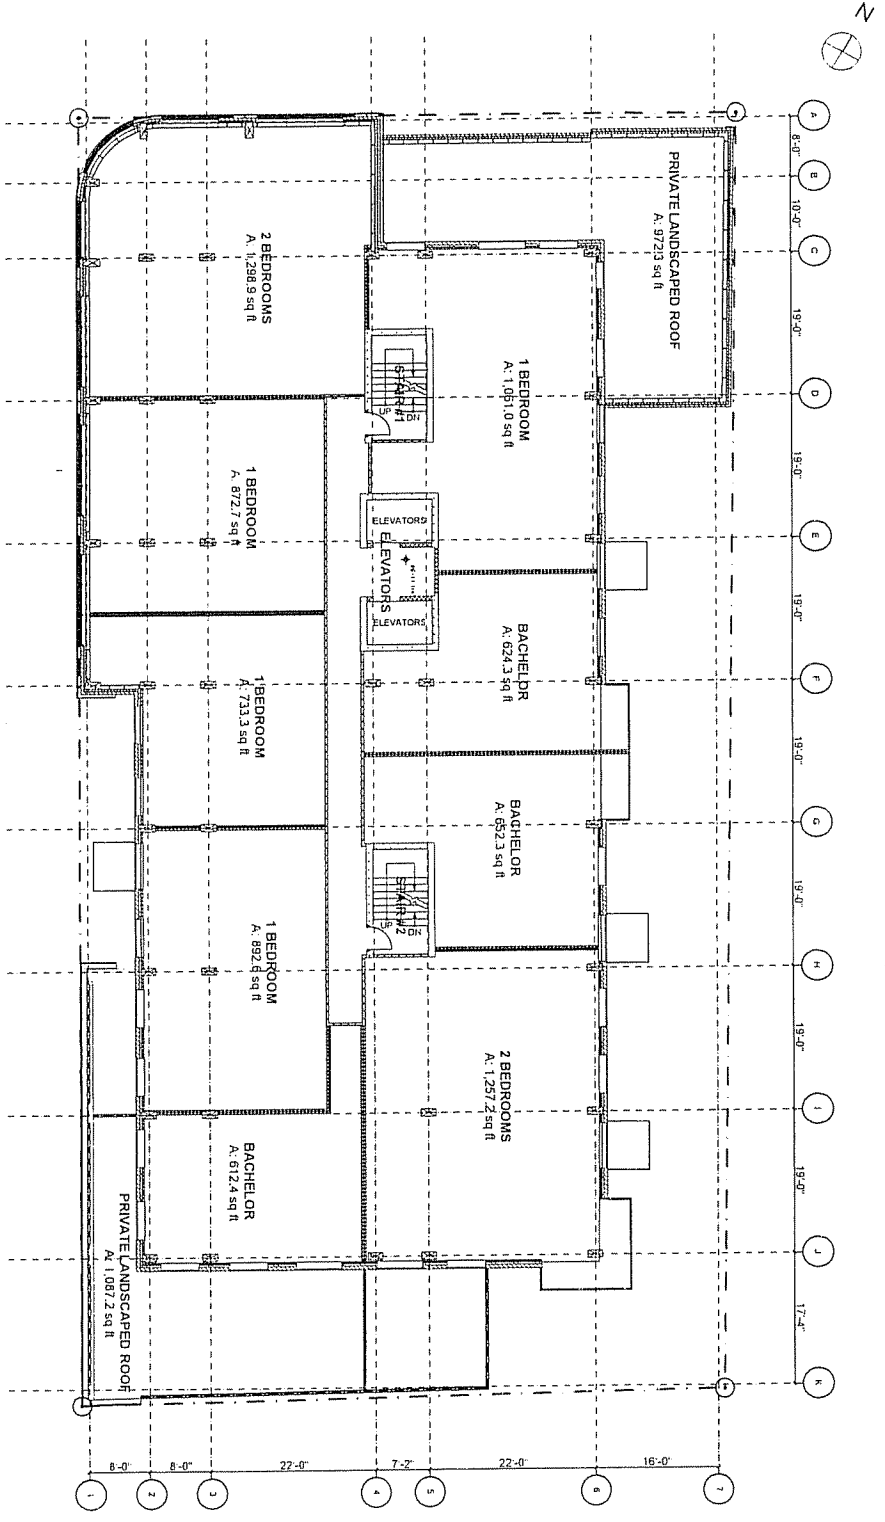 N
A
8'-0"
B
10'-0"
C
19'-0"
D
19'-0"
E
19'-0"
F
19'-0"
G
19'-0"
H
19'-0"
I
19'-0"
J
17'-4"
K
PRIVATE LANDSCAPED ROOF
A: 972.3 sq ft
2 BEDROOMS
A: 1,298.9 sq ft
1 BEDROOM
A: 1,061.0 sq ft
STAIR #1
UP
DN
1 BEDROOM
A: 872.7 sq ft
ELEVATORS
ELEVATORS
ELEVATORS
BACHELOR
A: 624.3 sq ft
1 BEDROOM
A: 733.3 sq ft
BACHELOR
A: 652.3 sq ft
STAIR #2
UP
DN
1 BEDROOM
A: 892.6 sq ft
2 BEDROOMS
A: 1,257.2 sq ft
BACHELOR
A: 612.4 sq ft
PRIVATE LANDSCAPED ROOF
A: 1,087.2 sq ft
8'-0"
8'-0"
22'-0"
7'-2"
22'-0"
16'-0"
1
2
3
4
5
6
7